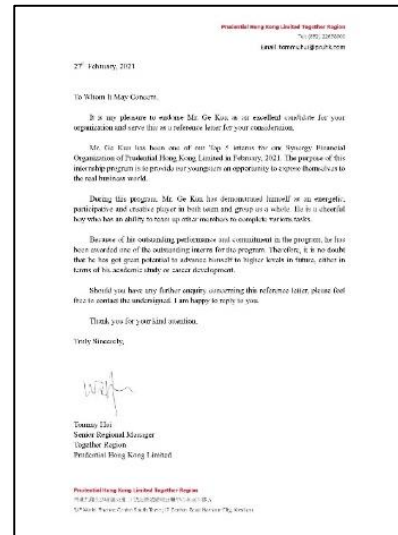 Prudential Hong Kong Limited Together Region
27th February, 2021
To Whom It May Concern,
It is my pleasure to endorse Mr. Ge Kun as an excellent candidate for your
organization and serve this as a reference letter for your consideration.
Mr. Ge Kun has been one of our Top 5 interns for our Synergy Financial
Organization of Prudential Hong Kong Limited in February, 2021. The purpose of this
internship program is to provide our youngsters an opportunity to expose themselves to
the real business world.
During this program, Mr. Ge Kun has demonstrated himself as an energetic,
participative and creative player in both team and group as a whole. He is a cheerful
boy who has an ability to team up other members to complete various tasks.
Because of his outstanding performance and commitment in the program, he has
been awarded one of the outstanding interns for the program. Therefore, it is no doubt
that he has got great potential to advance himself to higher levels in future, either in
terms of his academic study or career development.
Should you have any further enquiry concerning this reference letter, please feel
free to contact the undersigned. I am happy to reply to you.
Thank you for your kind attention.
Truly Sincerely,
Tommy Hui
Senior Regional Manager
Together Region
Prudential Hong Kong Limited
Prudential Hong Kong Limited Together Region